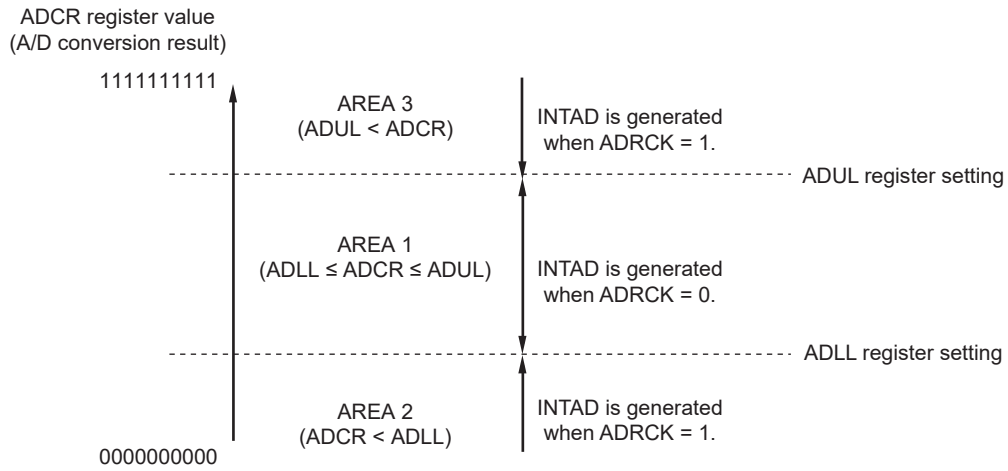 ADCR register value
(A/D conversion result)
1111111111
AREA 3
(ADUL < ADCR)
INTAD is generated
when ADRCK = 1.
ADUL register setting
AREA 1
(ADLL ≤ ADCR ≤ ADUL)
INTAD is generated
when ADRCK = 0.
ADLL register setting
AREA 2
(ADCR < ADLL)
INTAD is generated
when ADRCK = 1.
0000000000